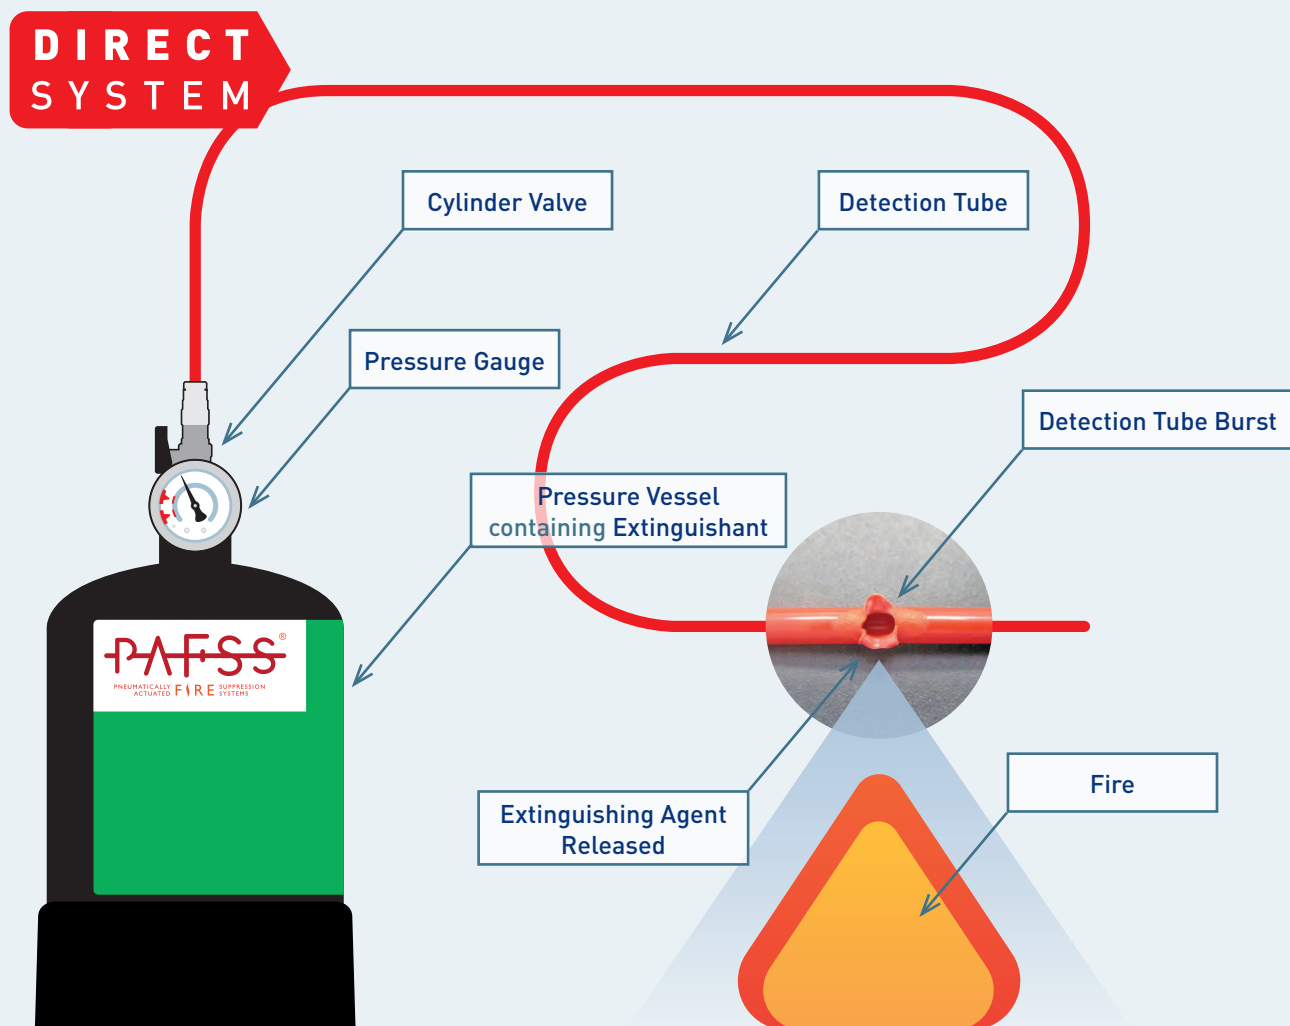 DIRECT
SYSTEM
Cylinder Valve
Detection Tube
Pressure Gauge
Detection Tube Burst
Pressure Vessel
containing Extinguishant
PAFSS®
PNEUMATICALLY
ACTUATED FIRE SUPPRESSION
SYSTEMS
Extinguishing Agent
Released
Fire